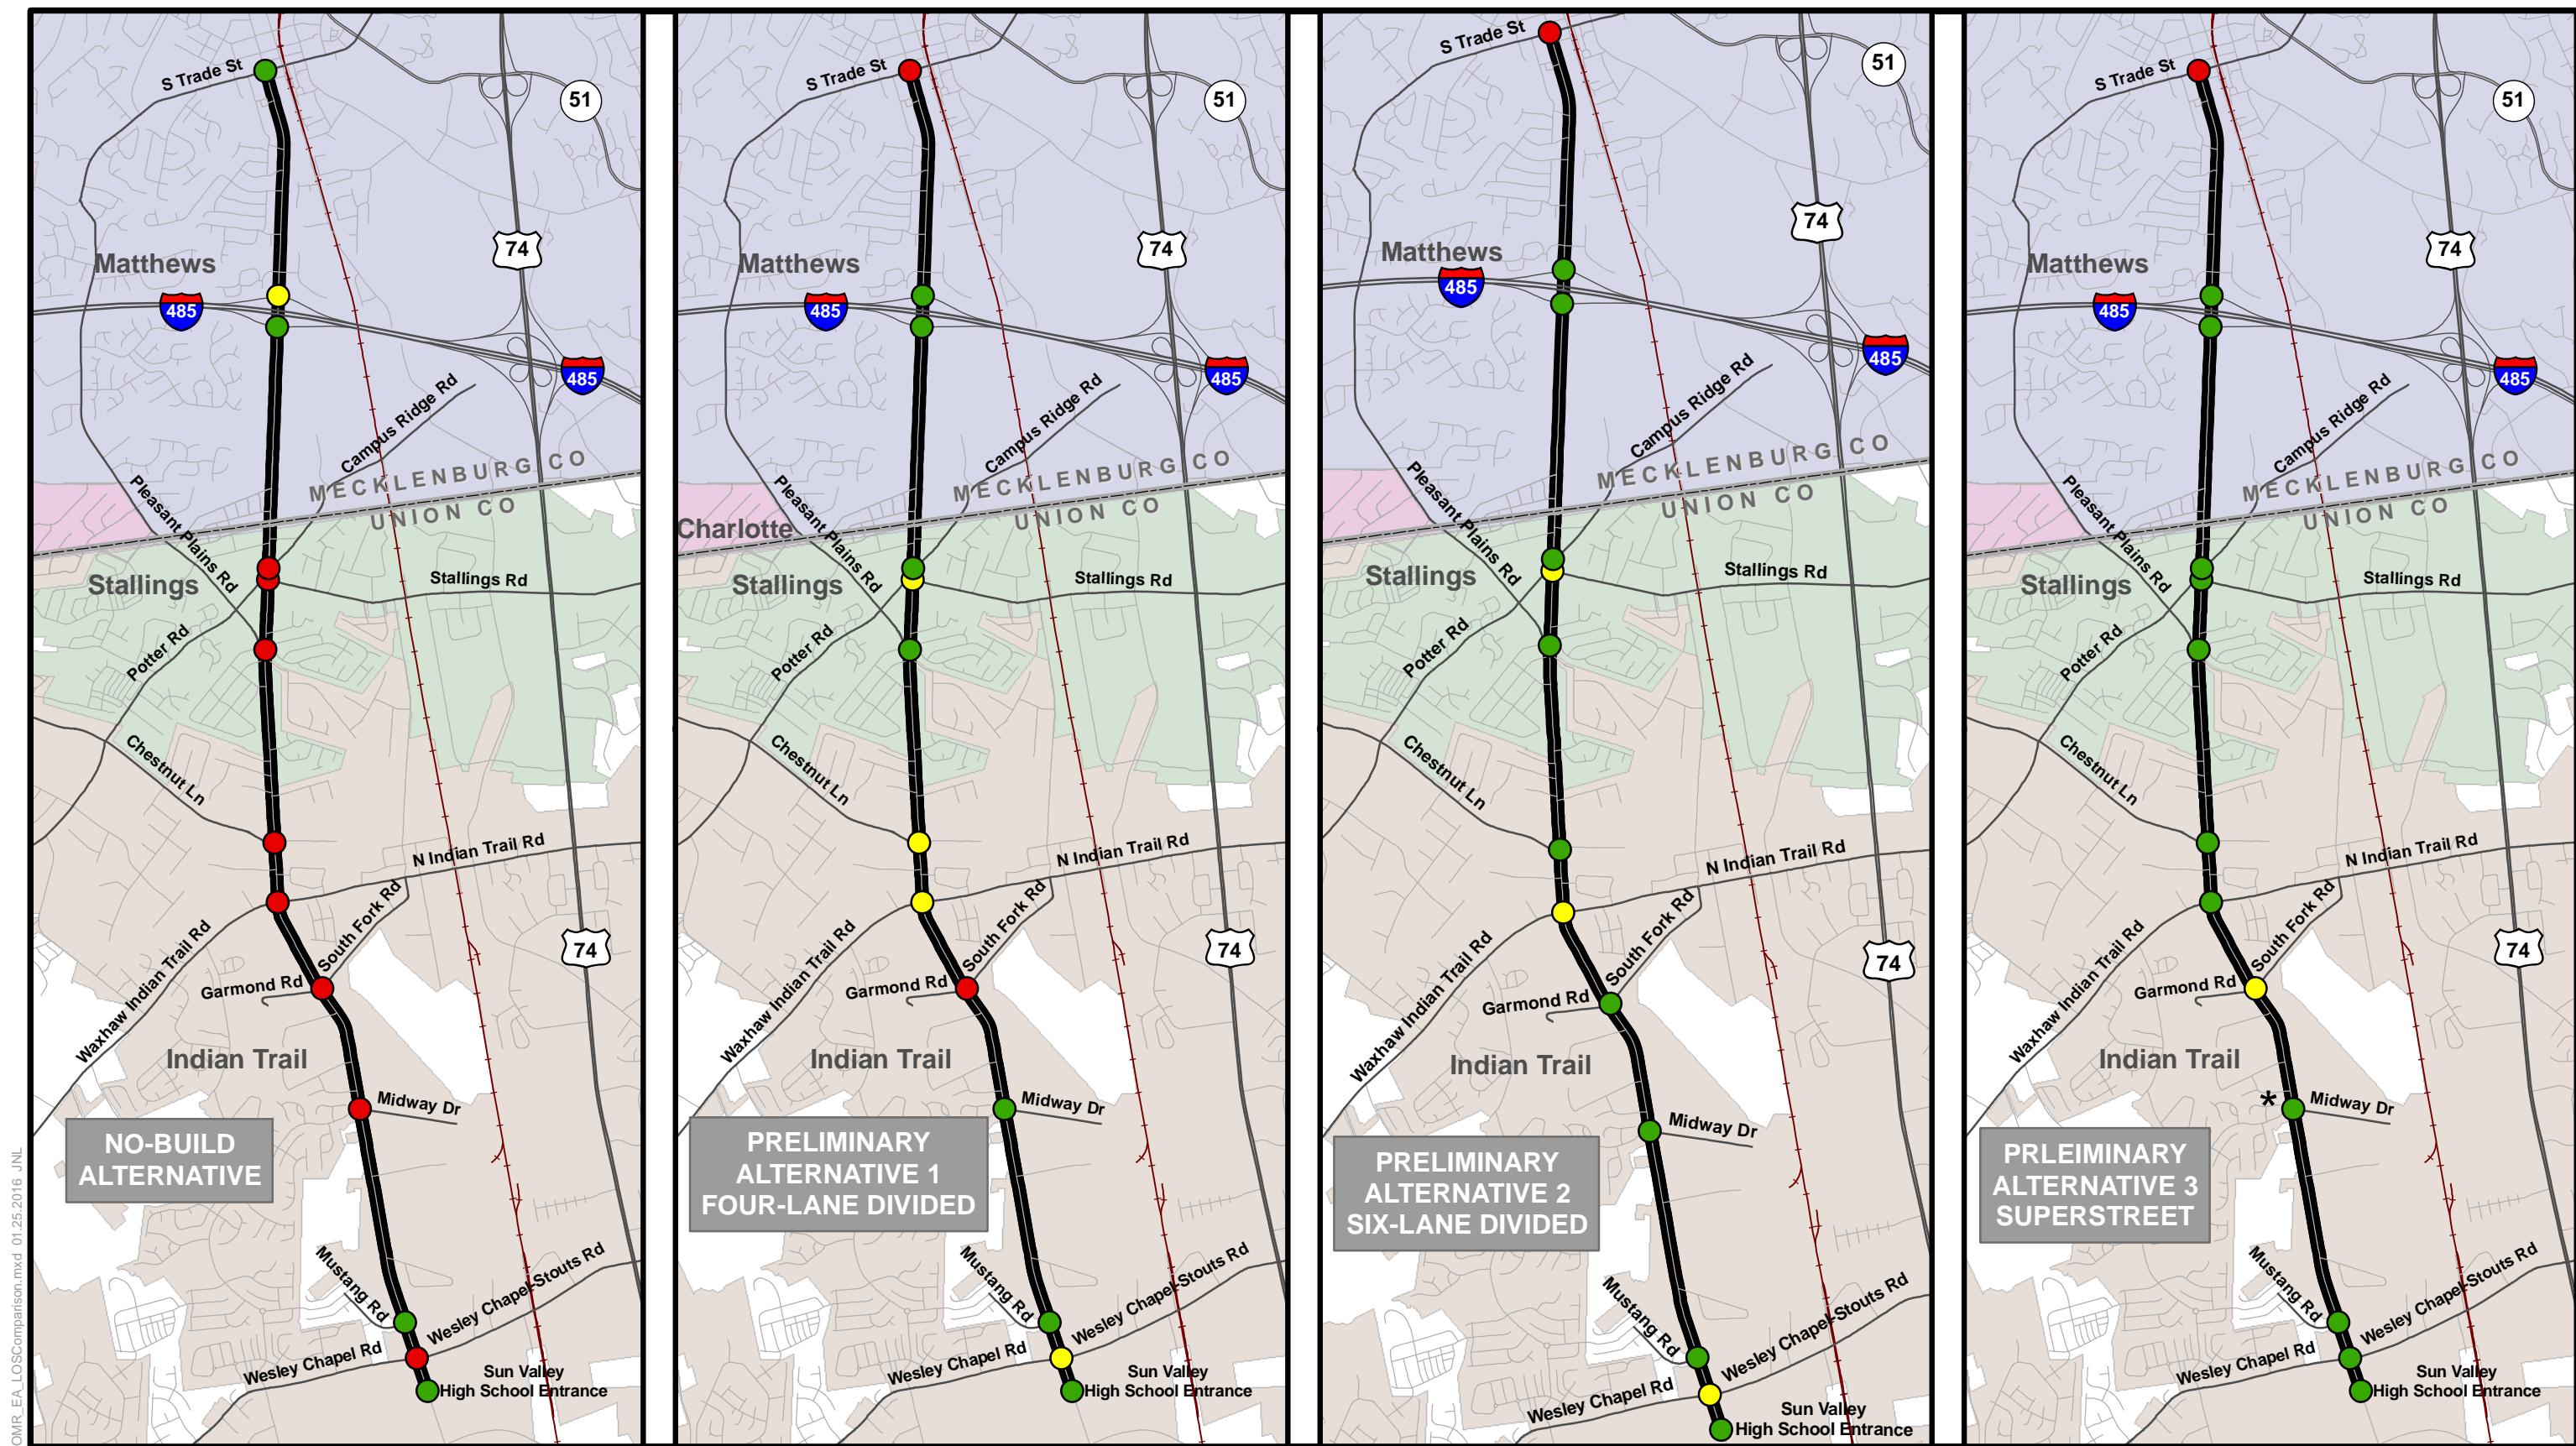 S Trade St
51
74
Matthews
485
485
Campus Ridge Rd
MECKLENBURG CO
UNION CO
Pleasant Plains Rd
Stallings
Stallings Rd
Potter Rd
Chestnut Ln
N Indian Trail Rd
South Fork Rd
Waxhaw Indian Trail Rd
Garmond Rd
74
Indian Trail
Midway Dr
NO-BUILD
ALTERNATIVE
Mustang Rd
Wesley Chapel-Stouts Rd
Wesley Chapel Rd
Sun Valley
High School Entrance
S Trade St
51
74
Matthews
485
485
Campus Ridge Rd
MECKLENBURG CO
UNION CO
Charlotte
Pleasant Plains Rd
Stallings
Stallings Rd
Potter Rd
Chestnut Ln
N Indian Trail Rd
South Fork Rd
Waxhaw Indian Trail Rd
Garmond Rd
74
Indian Trail
Midway Dr
PRELIMINARY
ALTERNATIVE 1
FOUR-LANE DIVIDED
Mustang Rd
Wesley Chapel-Stouts Rd
Wesley Chapel Rd
Sun Valley
High School Entrance
S Trade St
51
74
Matthews
485
485
Campus Ridge Rd
MECKLENBURG CO
UNION CO
Pleasant Plains Rd
Stallings
Stallings Rd
Potter Rd
Chestnut Ln
N Indian Trail Rd
South Fork Rd
Waxhaw Indian Trail Rd
Garmond Rd
74
Indian Trail
Midway Dr
PRELIMINARY
ALTERNATIVE 2
SIX-LANE DIVIDED
Mustang Rd
Wesley Chapel-Stouts Rd
Wesley Chapel Rd
Sun Valley
High School Entrance
S Trade St
51
74
Matthews
485
485
Campus Ridge Rd
MECKLENBURG CO
UNION CO
Pleasant Plains Rd
Stallings
Stallings Rd
Potter Rd
Chestnut Ln
N Indian Trail Rd
South Fork Rd
Waxhaw Indian Trail Rd
Garmond Rd
74
Indian Trail
* Midway Dr
PRLEIMINARY
ALTERNATIVE 3
SUPERSTREET
Mustang Rd
Wesley Chapel-Stouts Rd
Wesley Chapel Rd
Sun Valley
High School Entrance
OMR_EA_LOSComparison.mxd 01.25.2016 JNL